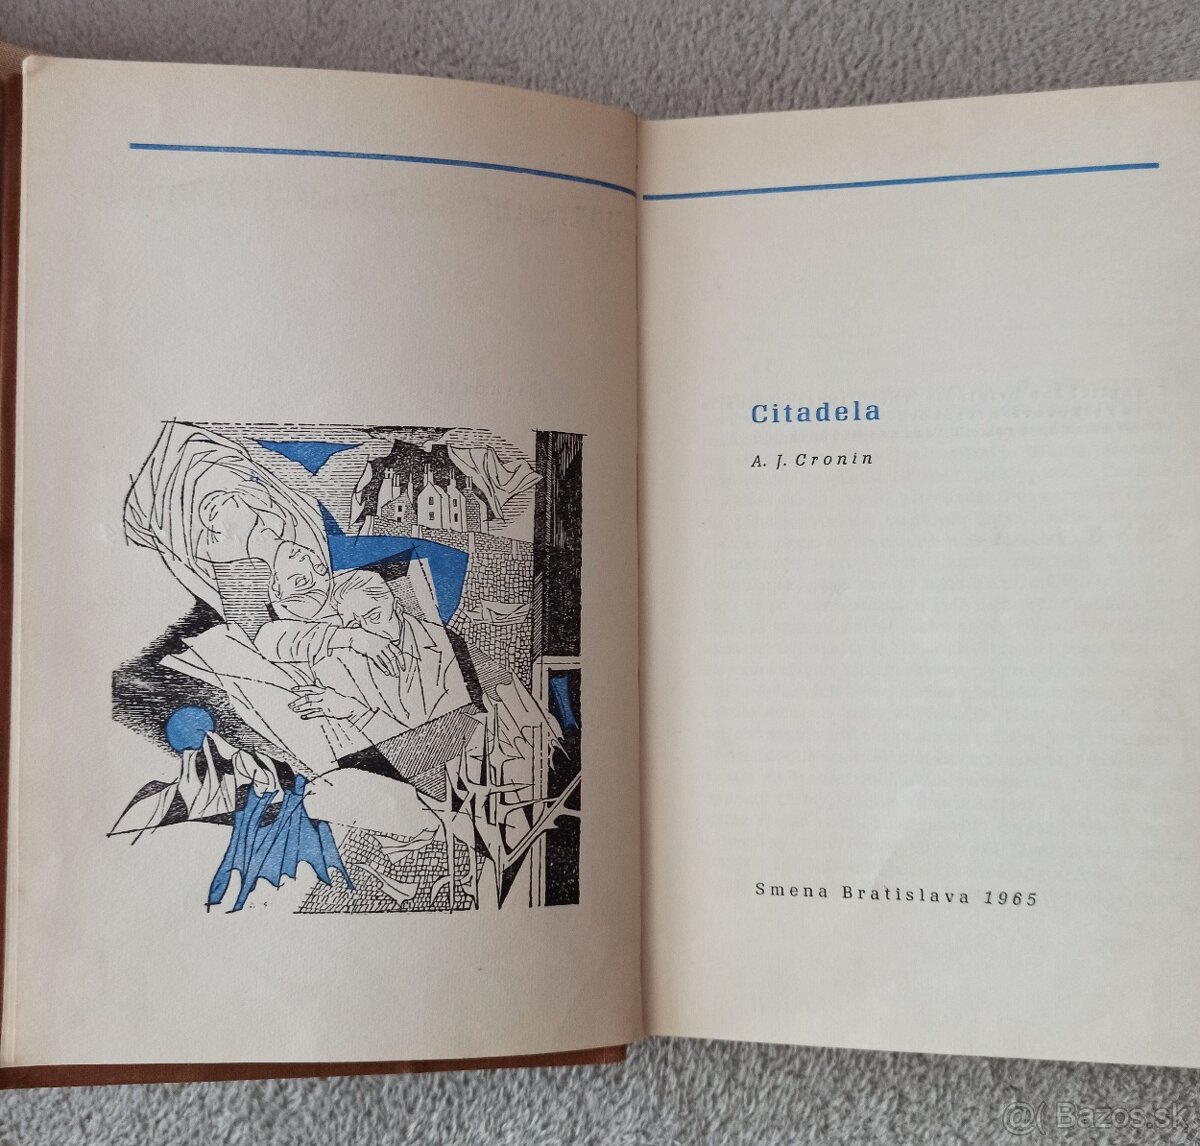 Citadela
A. J. Cronin
Smena Bratislava 1965
@( Bazos.sk